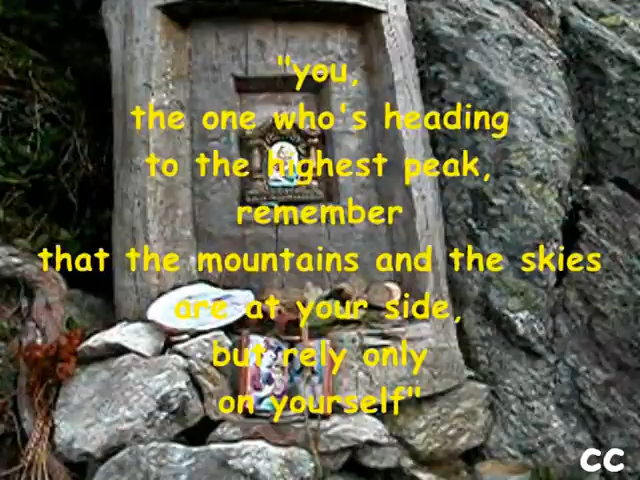 "you,
the one who's heading
to the highest peak,
remember
that the mountains and the skies
are at your side,
but rely only
on yourself"
CC